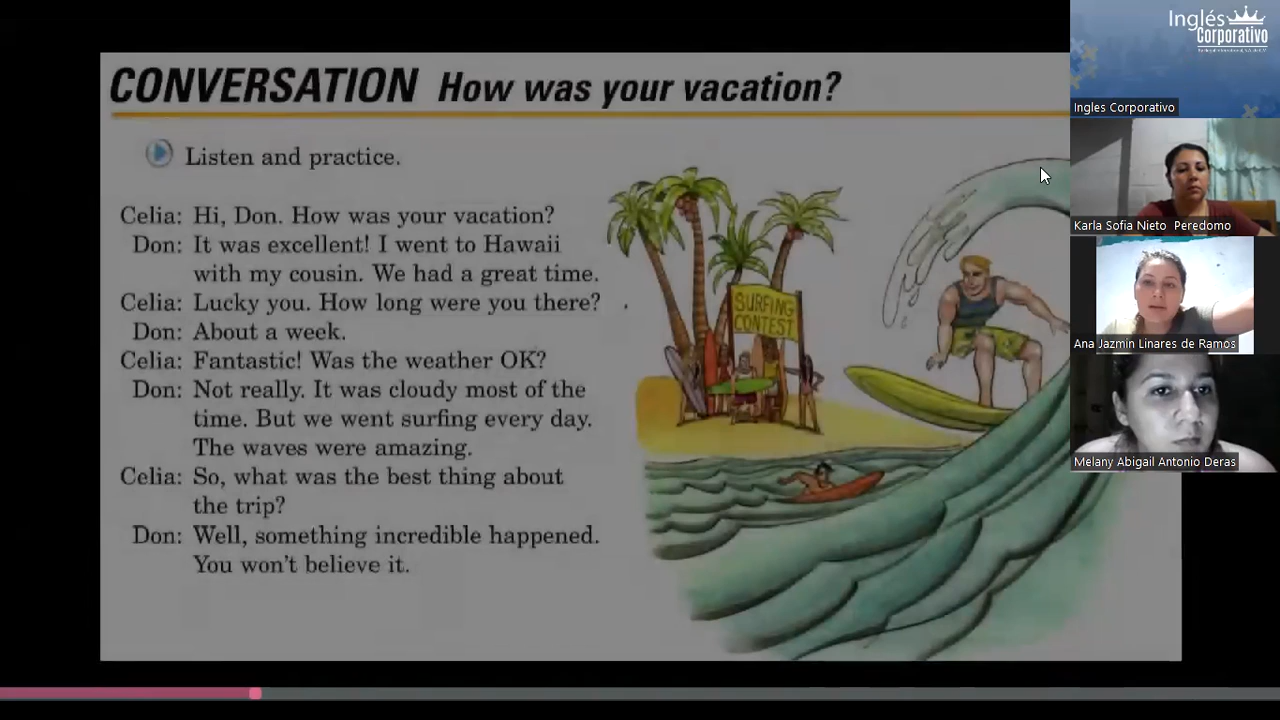 CONVERSATION How was your vacation?
Listen and practice.
Celia: Hi, Don. How was your vacation?
Don: It was excellent! I went to Hawaii
with my cousin. We had a great time.
Celia: Lucky you. How long were you there?
Don: About a week.
Celia: Fantastic! Was the weather OK?
Don: Not really. It was cloudy most of the
time. But we went surfing every day.
The waves were amazing.
Celia: So, what was the best thing about
the trip?
Don: Well, something incredible happened.
You won't believe it.
SURFING
CONTEST
Inglés
Corporativo
Ingles Corporativo
Karla Sofia Nieto Peredomo
Ana Jazmin Linares de Ramos
Melany Abigail Antonio Deras